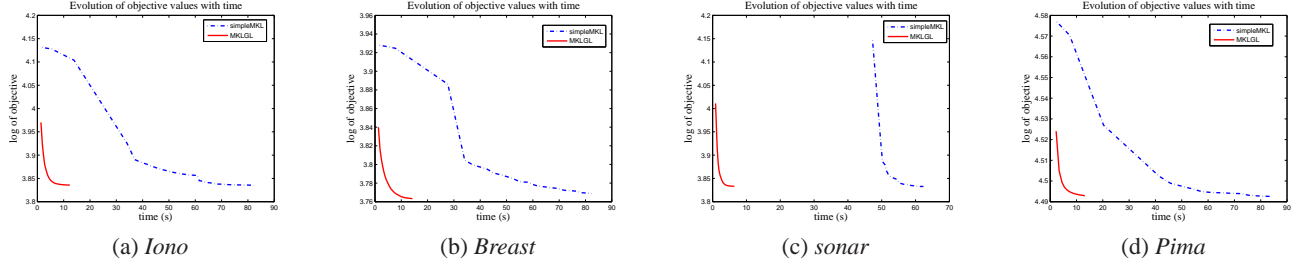 Evolution of objective values with time
4.2
4.15
4.1
4.05
4
3.95
3.9
3.85
3.8
log of objective
simpleMKL
MKLGL
0 10 20 30 40 50 60 70 80 90
time (s)
(a) Iono
Evolution of objective values with time
3.96
3.94
3.92
3.9
3.88
3.86
3.84
3.82
3.8
3.78
3.76
log of objective
simpleMKL
MKLGL
0 10 20 30 40 50 60 70 80 90
time (s)
(b) Breast
Evolution of objective values with time
4.2
4.15
4.1
4.05
4
3.95
3.9
3.85
3.8
log of objective
simpleMKL
MKLGL
0 10 20 30 40 50 60 70
time (s)
(c) sonar
Evolution of objective values with time
4.58
4.57
4.56
4.55
4.54
4.53
4.52
4.51
4.5
4.49
log of objective
simpleMKL
MKLGL
0 10 20 30 40 50 60 70 80 90
time (s)
(d) Pima